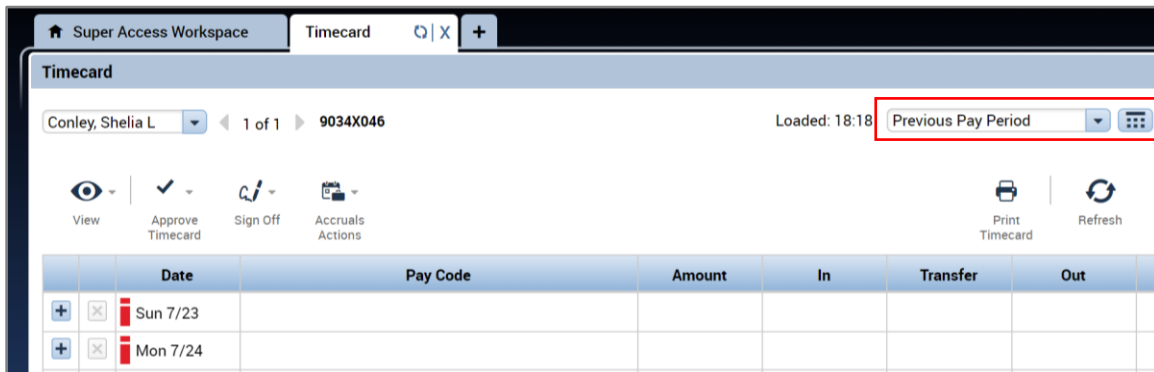 Super Access Workspace Timecard X +
Timecard
Conley, Shelia L 1 of 1 9034X046 Loaded: 18:18 Previous Pay Period
View Approve Timecard Sign Off Accruals Actions Print Timecard Refresh
Date Pay Code Amount In Transfer Out
+ Sun 7/23
+ Mon 7/24